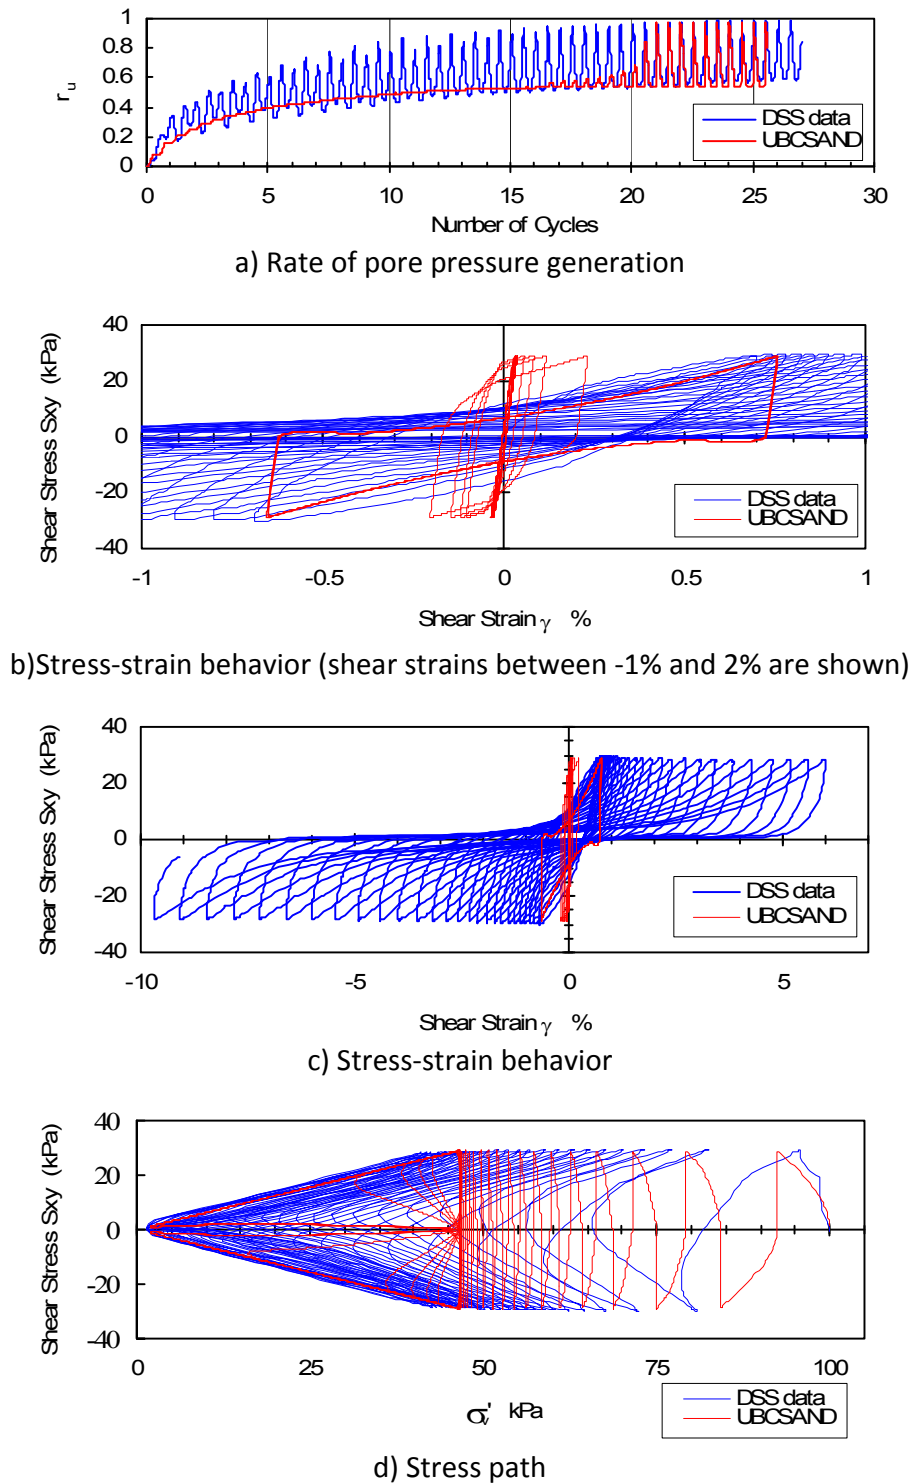 1
0.8
0.6
0.4
0.2
0
r u
DSS data
UBCSAND
0 5 10 15 20 25 30
Number of Cycles
a) Rate of pore pressure generation
40
20
0
-20
-40
Shear Stress Sxy (kPa)
DSS data
UBCSAND
-1 -0.5 0 0.5 1
Shear Strain γ %
b)Stress-strain behavior (shear strains between -1% and 2% are shown)
40
20
0
-20
-40
Shear Stress Sxy (kPa)
DSS data
UBCSAND
-10 -5 0 5
Shear Strain γ %
c) Stress-strain behavior
40
20
0
-20
-40
Shear Stress Sxy (kPa)
0 25 50 75 100
σv' kPa
DSS data
UBCSAND
d) Stress path